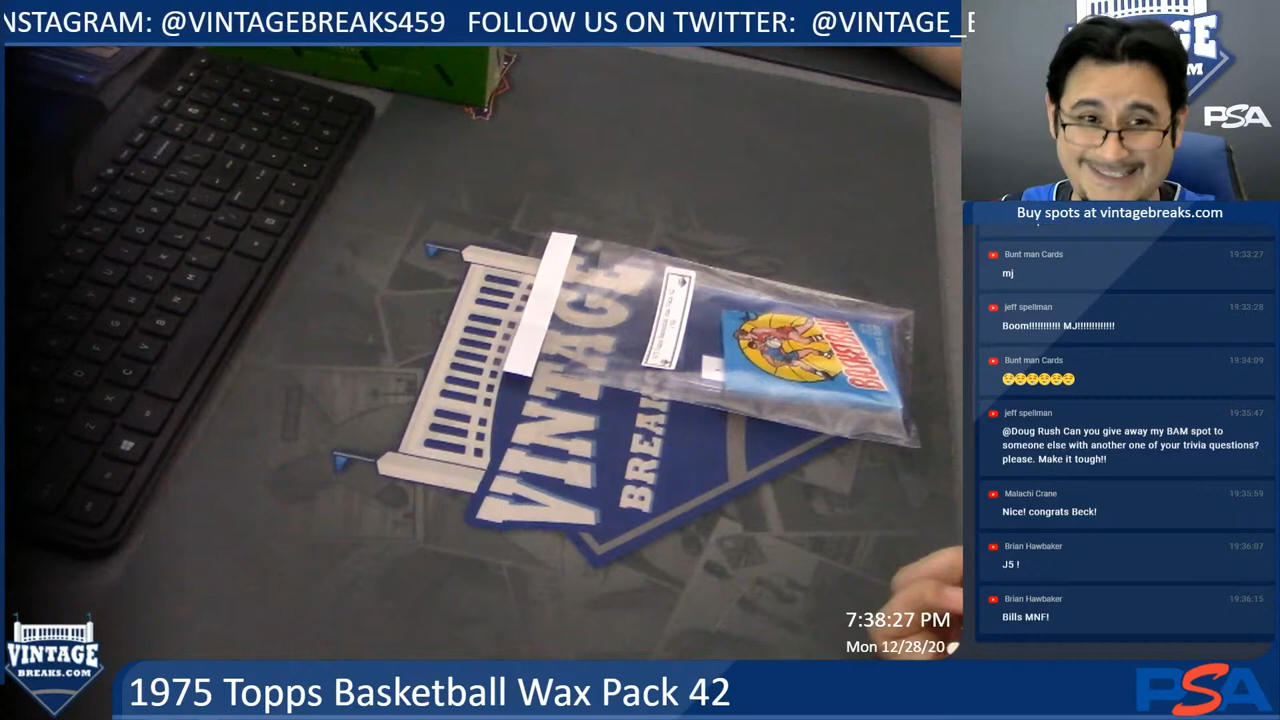 NSTAGRAM: @VINTAGEBREAKS459 FOLLOW US ON TWITTER: @VINTAGE_
PSA
Buy spots at vintagebreaks.com
Bunt man Cards 19:33:27
mj
jeff spellman 19:33:28
Boom!!!!!!!!!!! MJ!!!!!!!!!!!!!
Bunt man Cards 19:34:09
jeff spellman 19:35:47
@Doug Rush Can you give away my BAM spot to
someone else with another one of your trivia questions?
please. Make it tough!!
Malachi Crane 19:35:59
Nice! congrats Beck!
Brian Hawbaker 19:36:07
J5 !
Brian Hawbaker 19:36:15
Bills MNF!
VINTAGE
BREAKS
BASKETBALL
7:38:27 PM
Mon 12/28/20
VINTAGE
BREAKS.COM
1975 Topps Basketball Wax Pack 42
PSA